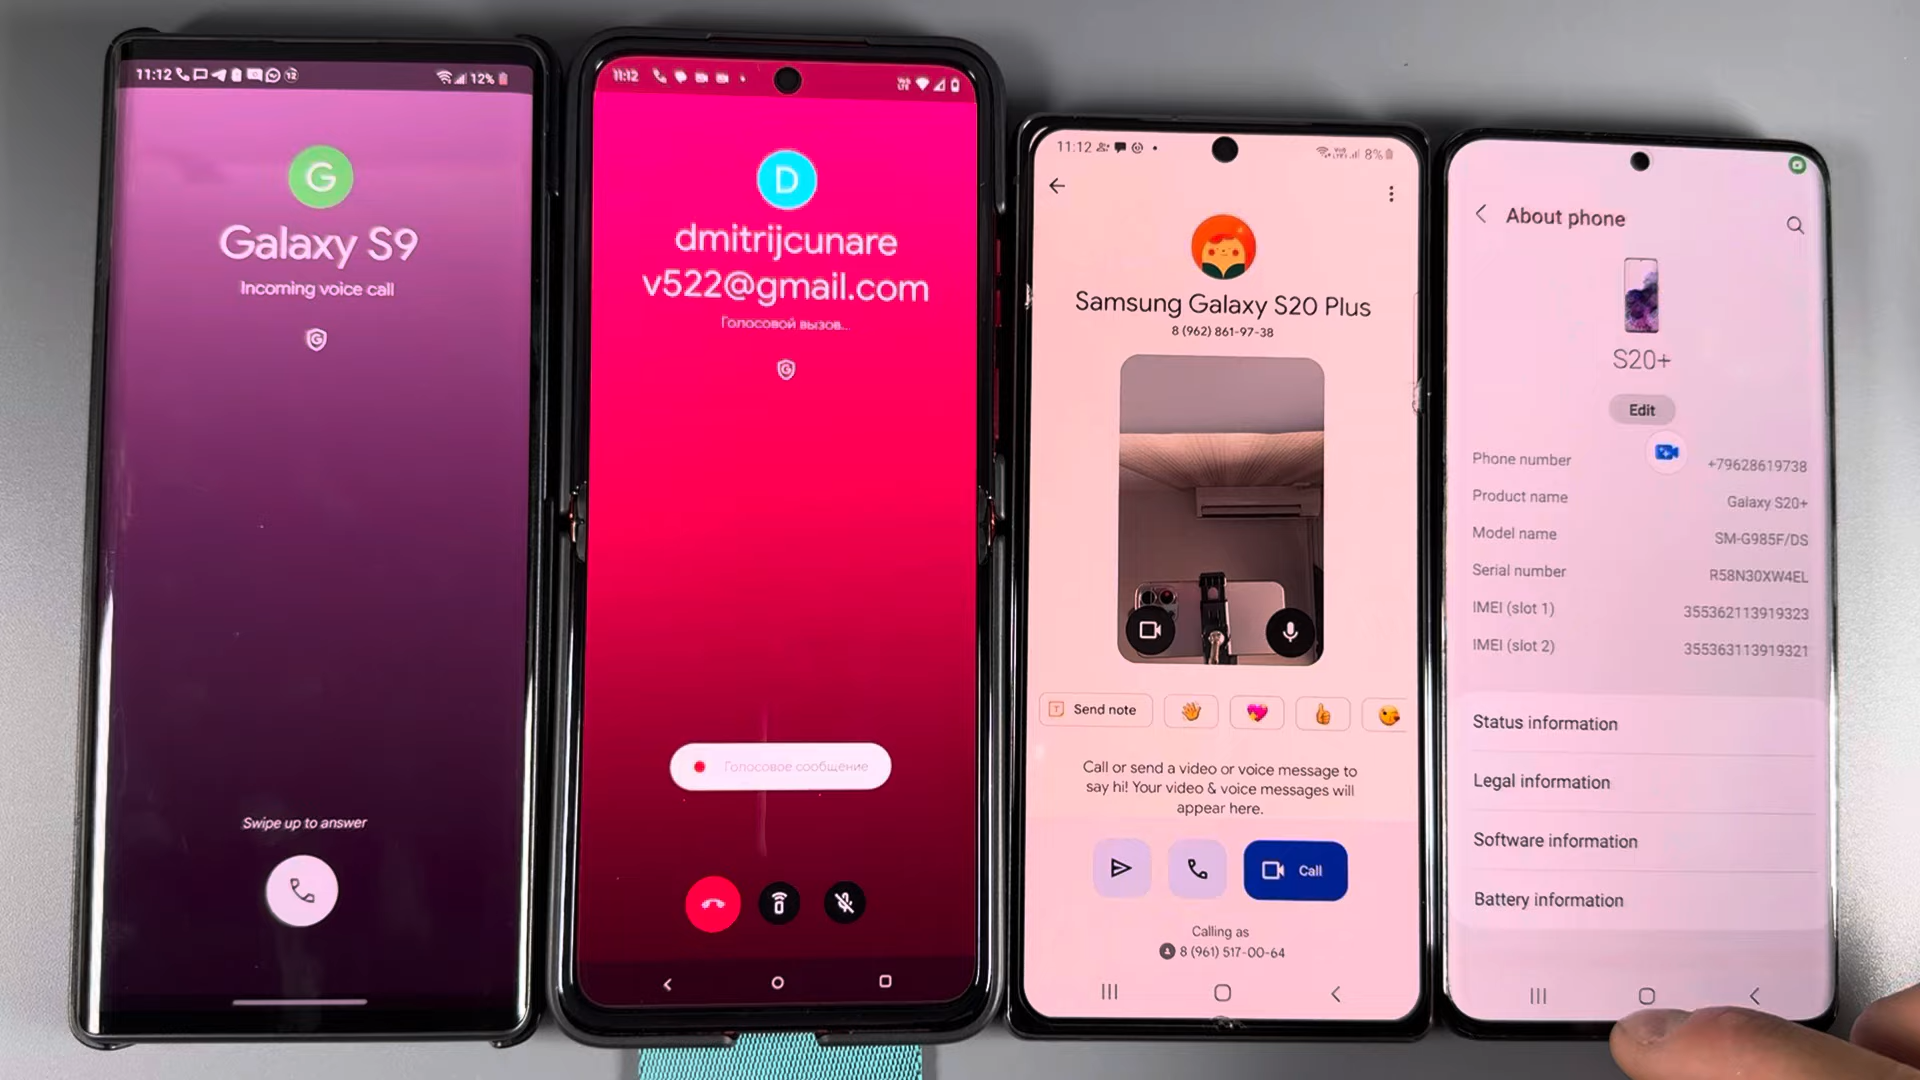 11:12
12
12%
G
Galaxy S9
Incoming voice call
G
Swipe up to answer
11:12
D
dmitrijcunare
v522@gmail.com
Голосовой вызов...
G
Голосовое сообщение
11:12
8%
Samsung Galaxy S20 Plus
8 (962) 861-97-38
T Send note
Call or send a video or voice message to
say hi! Your video & voice messages will
appear here.
Call
Calling as
8 (961) 517-00-64
About phone
S20+
Edit
Phone number +79628619738
Product name Galaxy S20+
Model name SM-G985F/DS
Serial number R58N30XW4EL
IMEI (slot 1) 355362113919323
IMEI (slot 2) 355363113919321
Status information
Legal information
Software information
Battery information